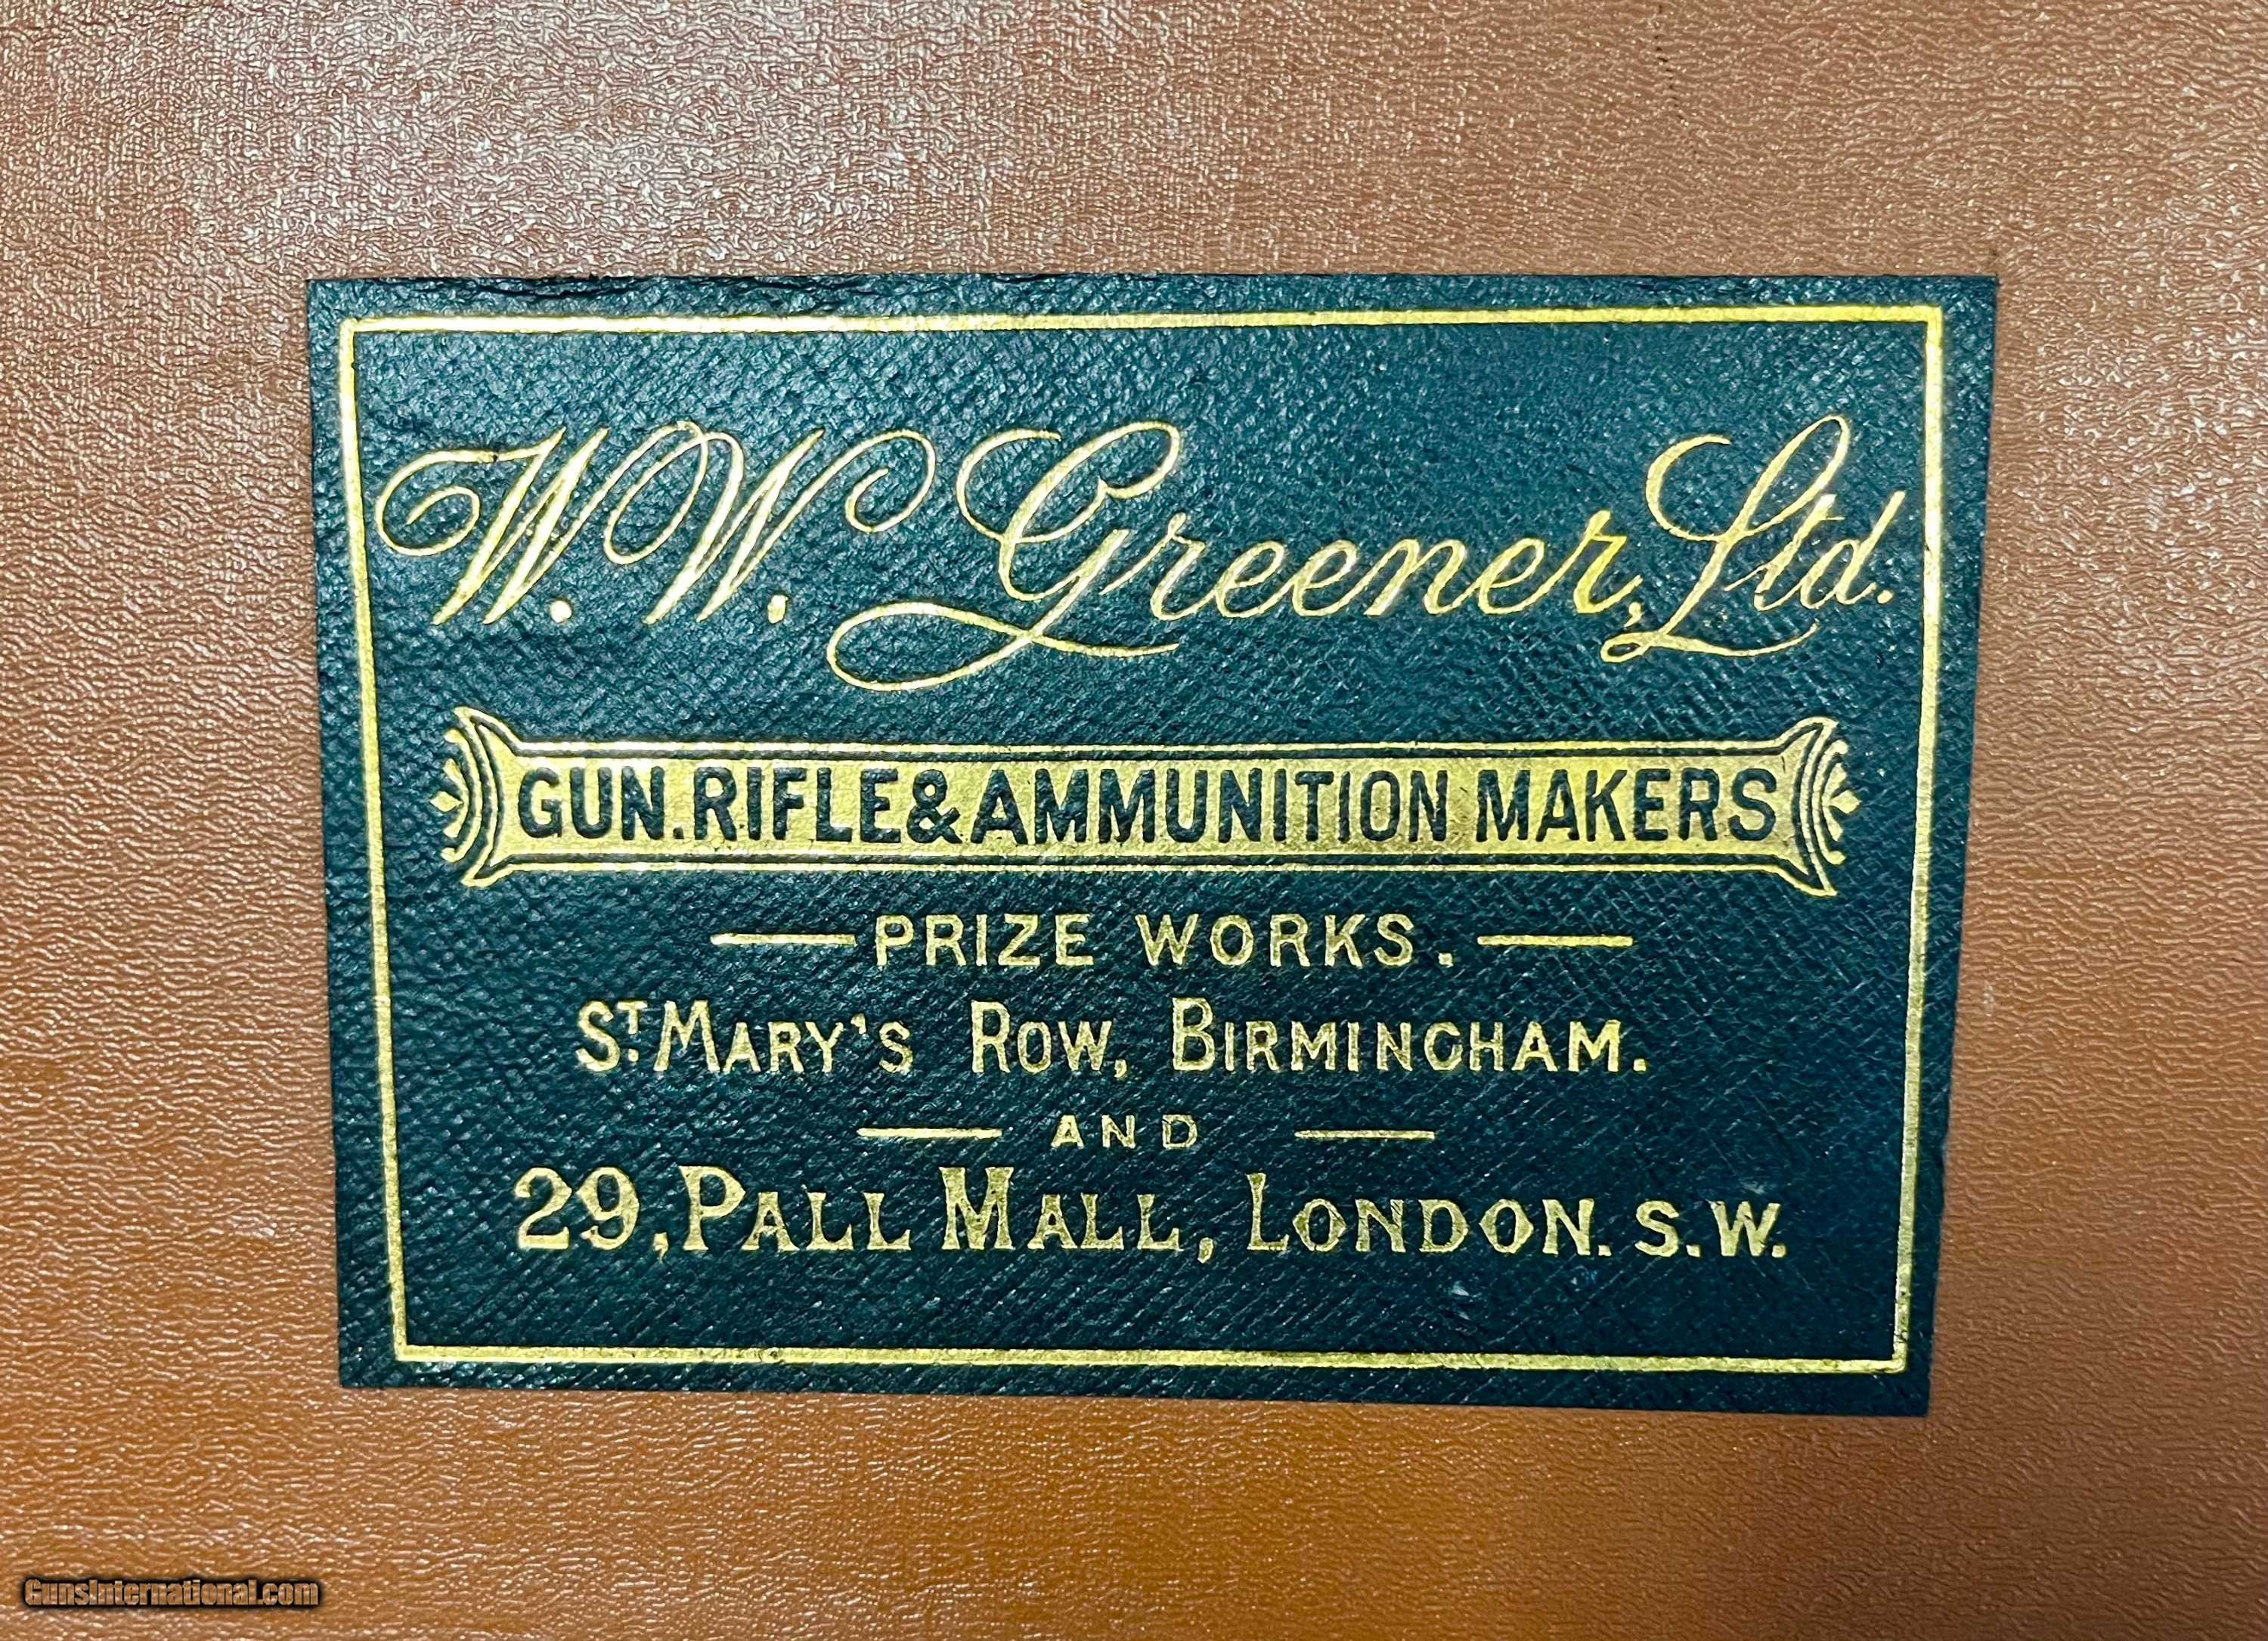 W. W. Greener, Ltd.
GUN. RIFLE & AMMUNITION MAKERS
PRIZE WORKS.
ST. MARY'S ROW, BIRMINGHAM.
AND
29, PALL MALL, LONDON. S.W.
GunsInternational.com